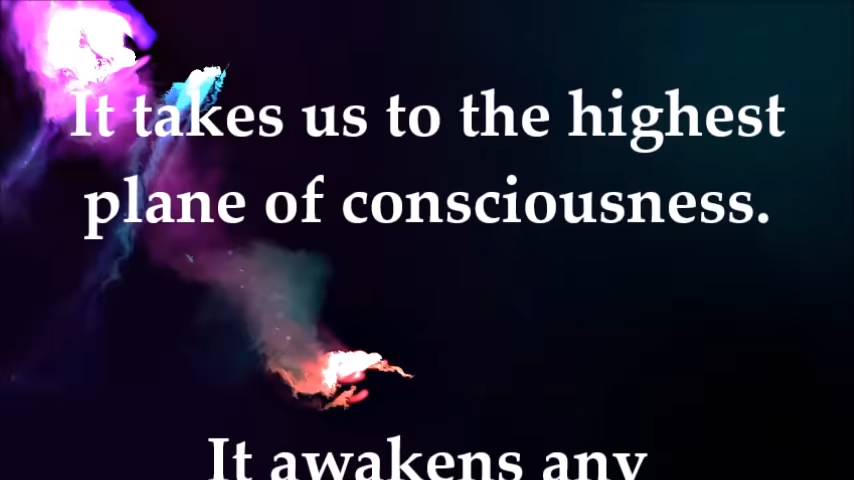 It takes us to the highest
plane of consciousness.
It awakens any